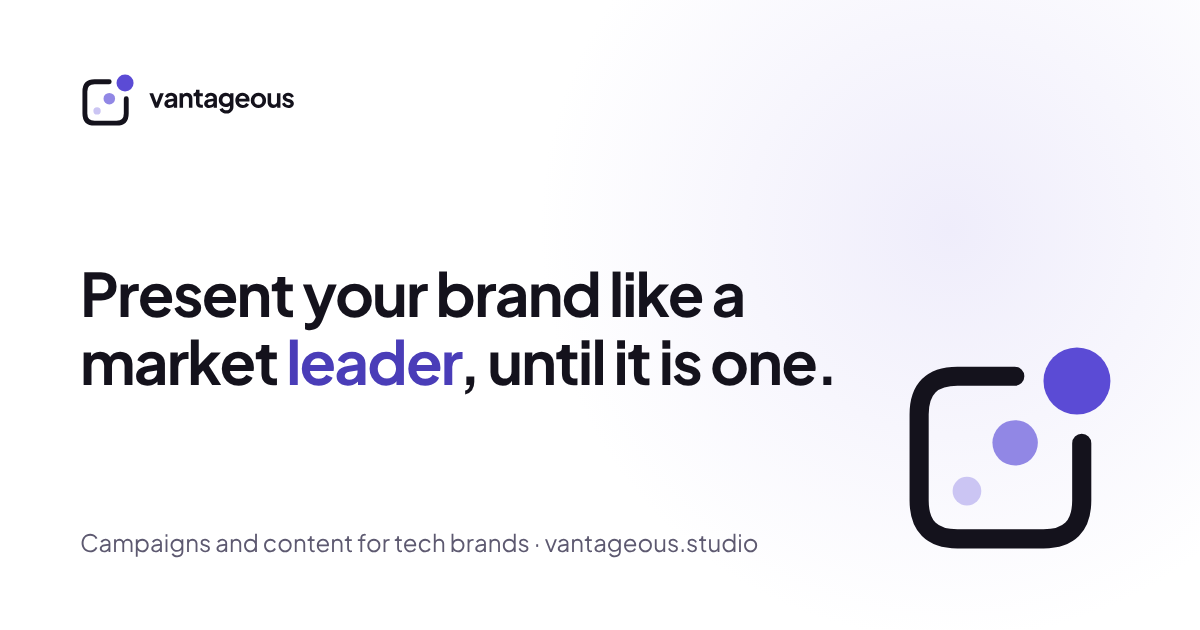 vantageous
Present your brand like a
market leader, until it is one.
Campaigns and content for tech brands · vantageous.studio